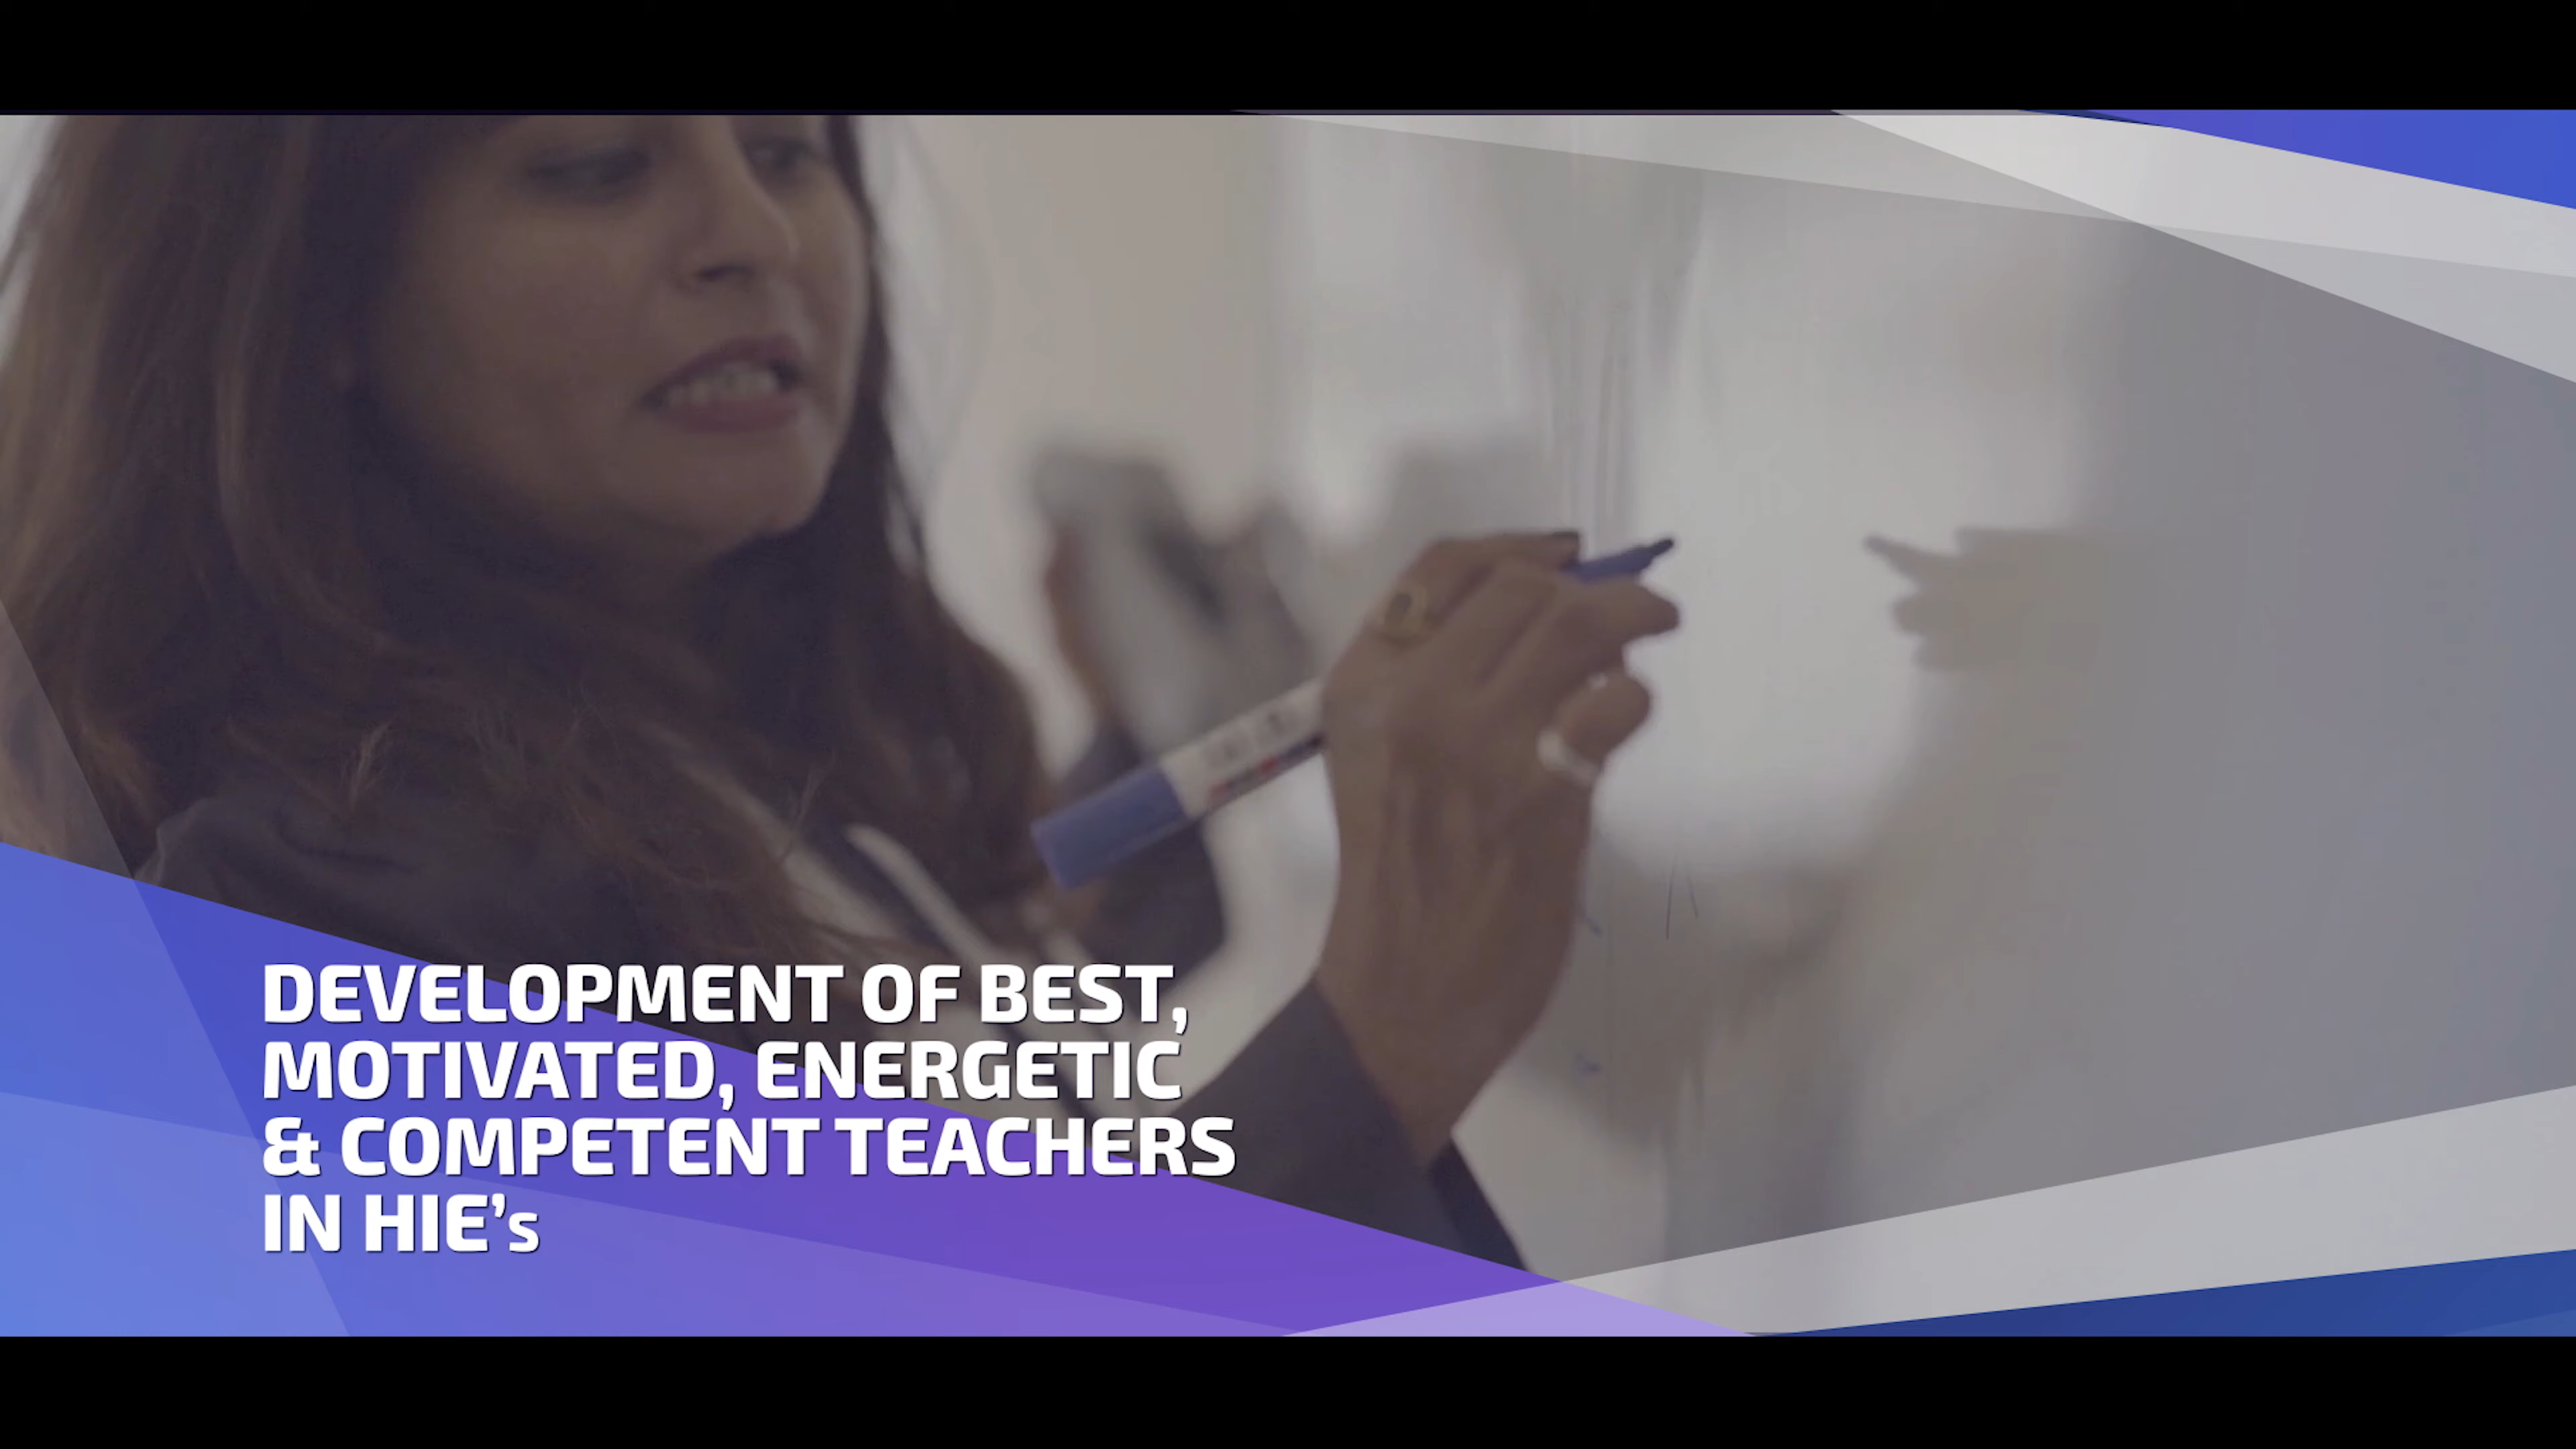 DEVELOPMENT OF BEST,
MOTIVATED, ENERGETIC
& COMPETENT TEACHERS
IN HIE's